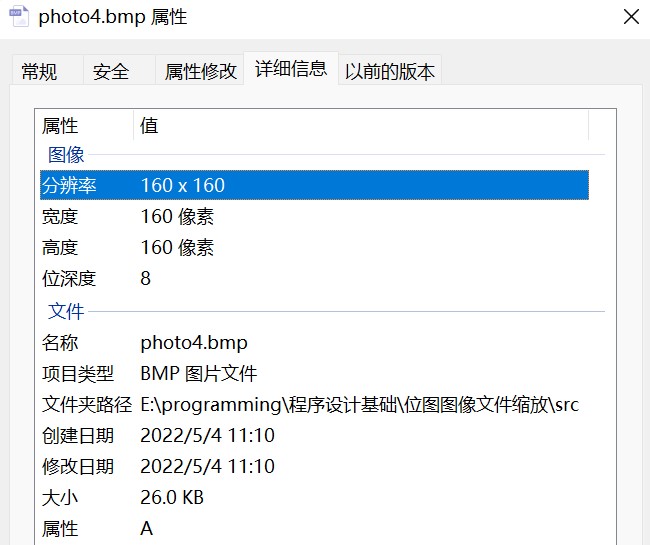 photo4.bmp 属性
常规 安全 属性修改 详细信息 以前的版本
属性 值
图像
分辨率 160 x 160
宽度 160 像素
高度 160 像素
位深度 8
文件
名称 photo4.bmp
项目类型 BMP 图片文件
文件夹路径 E:\programming\程序设计基础\位图图像文件缩放\src
创建日期 2022/5/4 11:10
修改日期 2022/5/4 11:10
大小 26.0 KB
属性 A